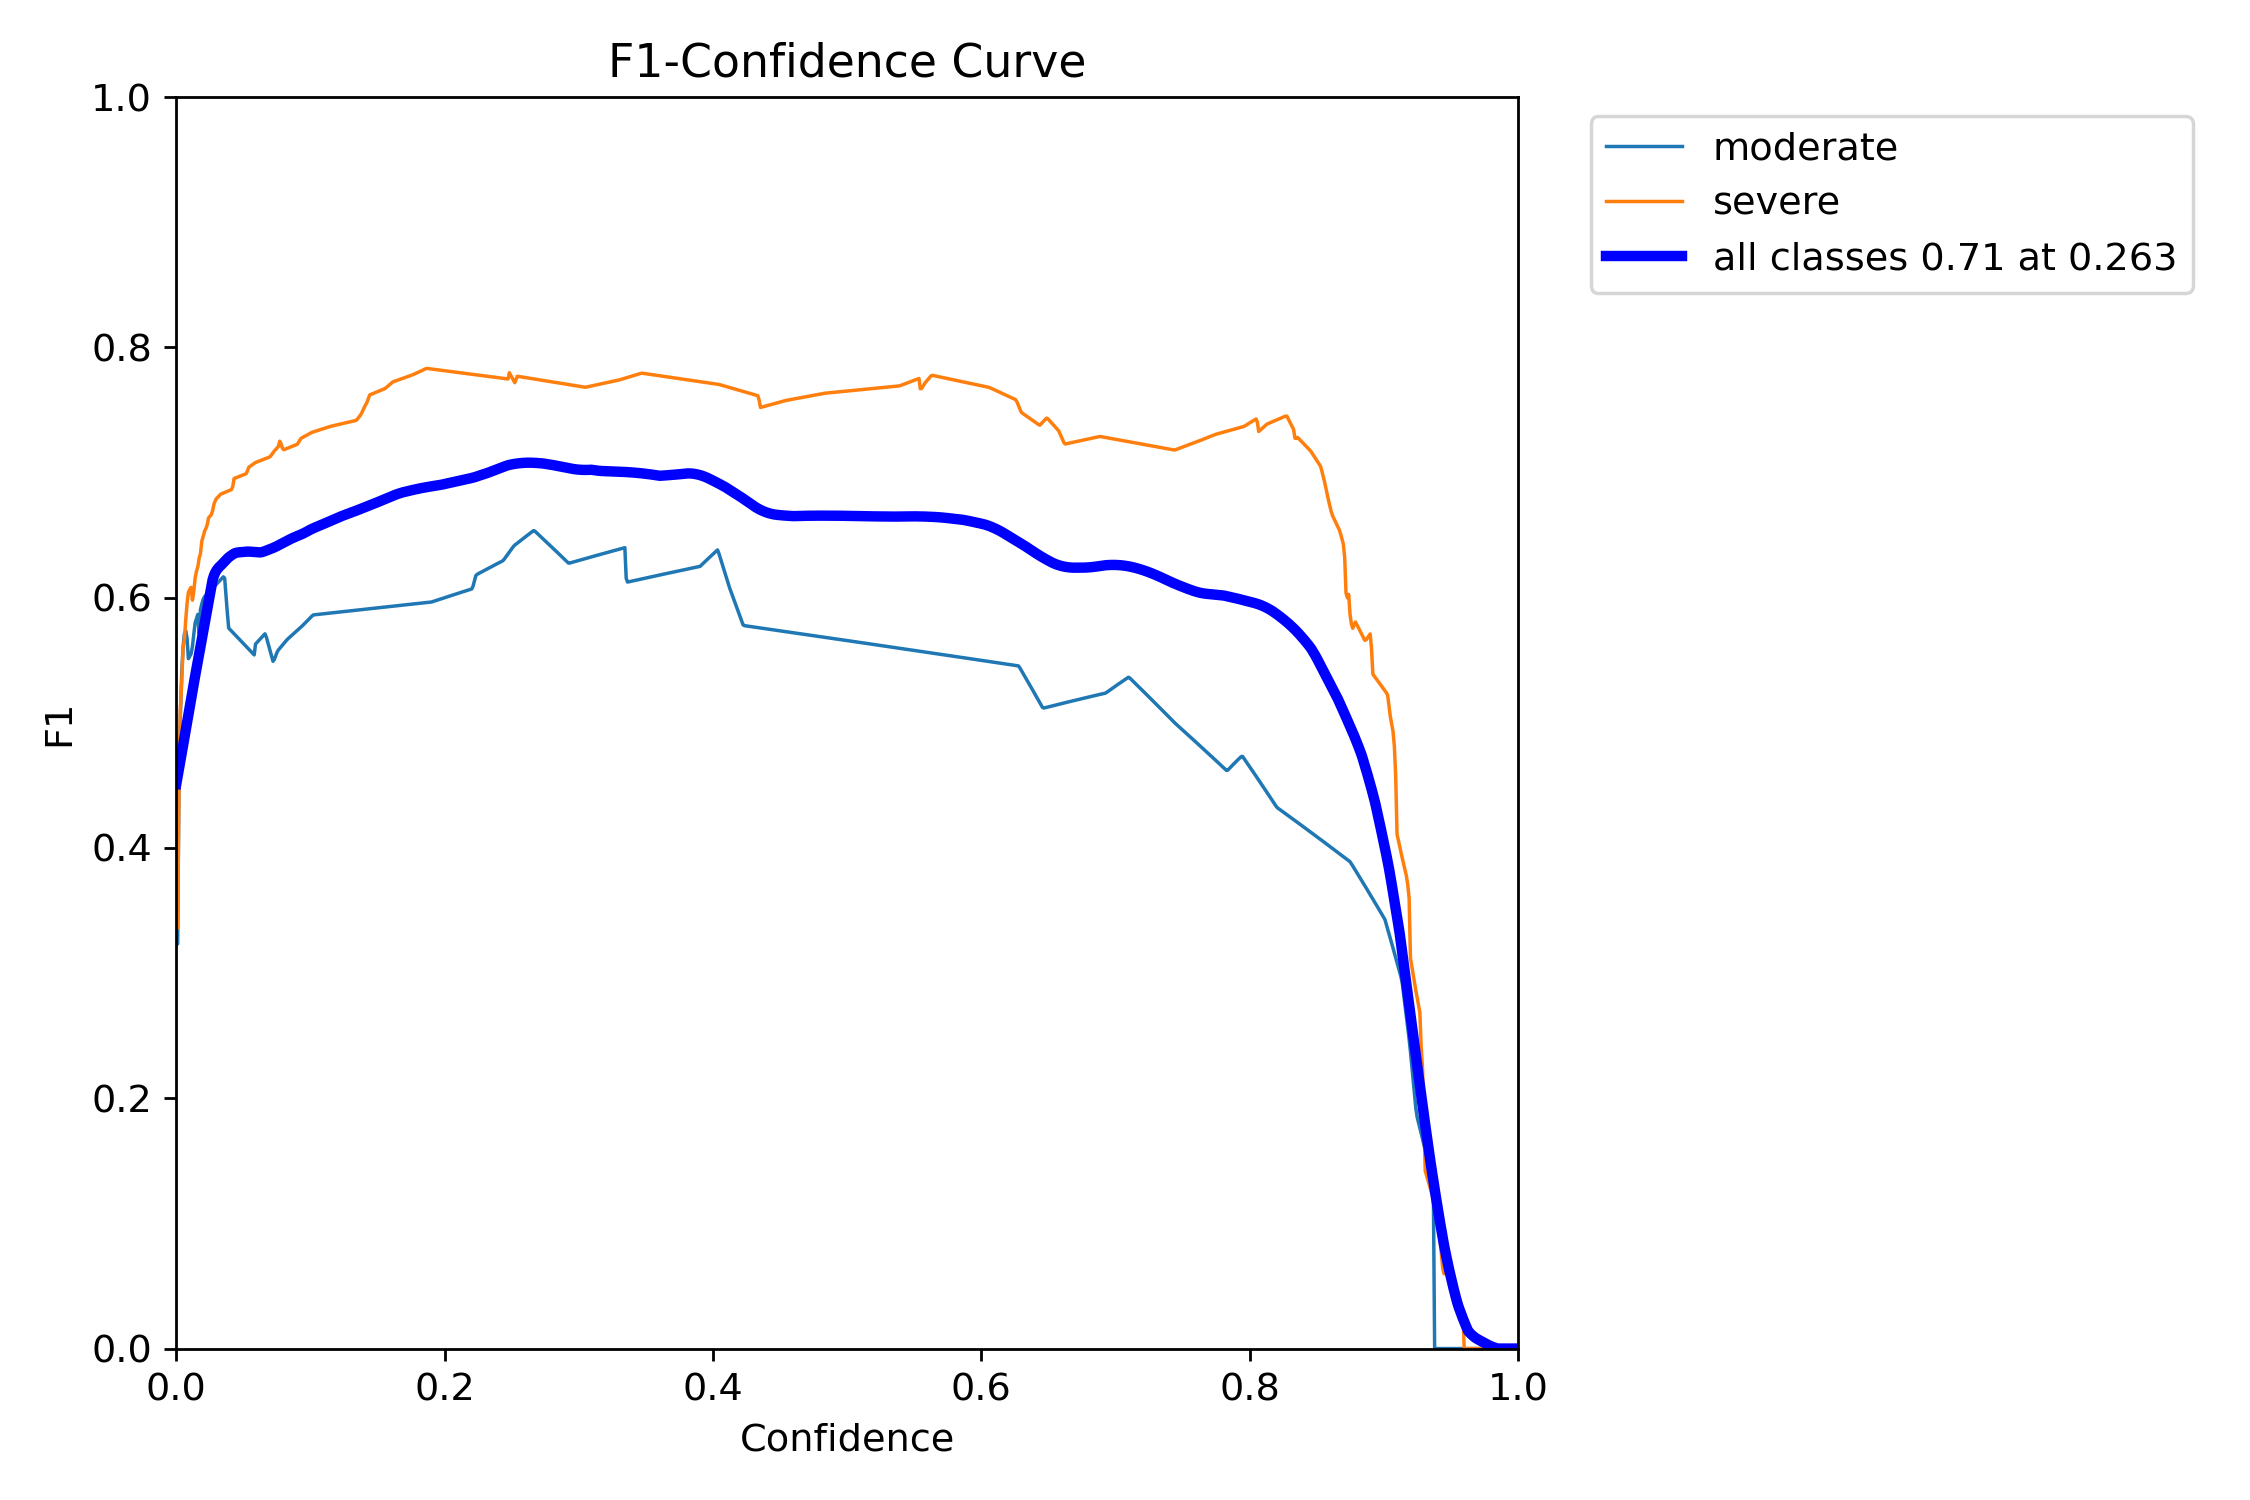 F1-Confidence Curve
1.0
0.8
0.6
0.4
0.2
0.0
F1
0.0 0.2 0.4 0.6 0.8 1.0
Confidence
moderate
severe
all classes 0.71 at 0.263